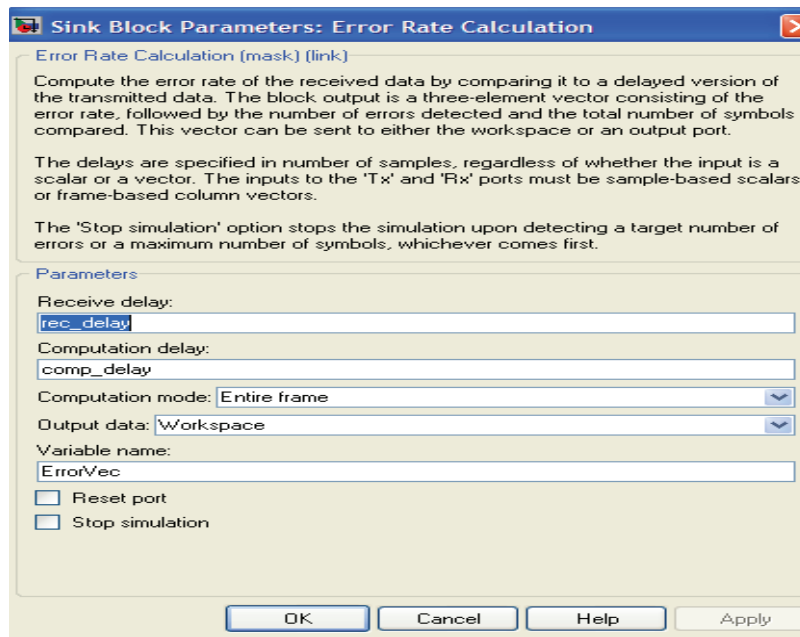 Sink Block Parameters: Error Rate Calculation
Error Rate Calculation (mask) (link)
Compute the error rate of the received data by comparing it to a delayed version of
the transmitted data. The block output is a three-element vector consisting of the
error rate, followed by the number of errors detected and the total number of symbols
compared. This vector can be sent to either the workspace or an output port.
The delays are specified in number of samples, regardless of whether the input is a
scalar or a vector. The inputs to the 'Tx' and 'Rx' ports must be sample-based scalars
or frame-based column vectors.
The 'Stop simulation' option stops the simulation upon detecting a target number of
errors or a maximum number of symbols, whichever comes first.
Parameters
Receive delay:
rec_delay
Computation delay:
comp_delay
Computation mode: Entire frame
Output data: Workspace
Variable name:
ErrorVec
Reset port
Stop simulation
OK Cancel Help Apply